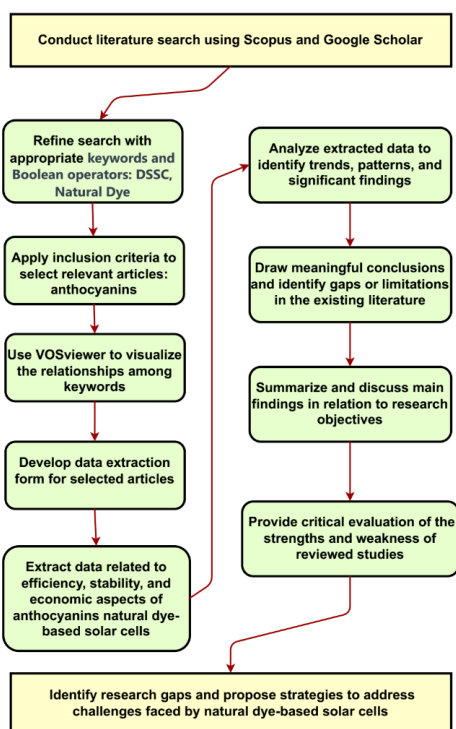 Conduct literature search using Scopus and Google Scholar
Refine search with
appropriate keywords and
Boolean operators: DSSC,
Natural Dye
Apply inclusion criteria to
select relevant articles:
anthocyanins
Use VOSviewer to visualize
the relationships among
keywords
Develop data extraction
form for selected articles
Extract data related to
efficiency, stability, and
economic aspects of
anthocyanins natural dye-
based solar cells
Analyze extracted data to
identify trends, patterns, and
significant findings
Draw meaningful conclusions
and identify gaps or limitations
in the existing literature
Summarize and discuss main
findings in relation to research
objectives
Provide critical evaluation of the
strengths and weakness of
reviewed studies
Identify research gaps and propose strategies to address
challenges faced by natural dye-based solar cells